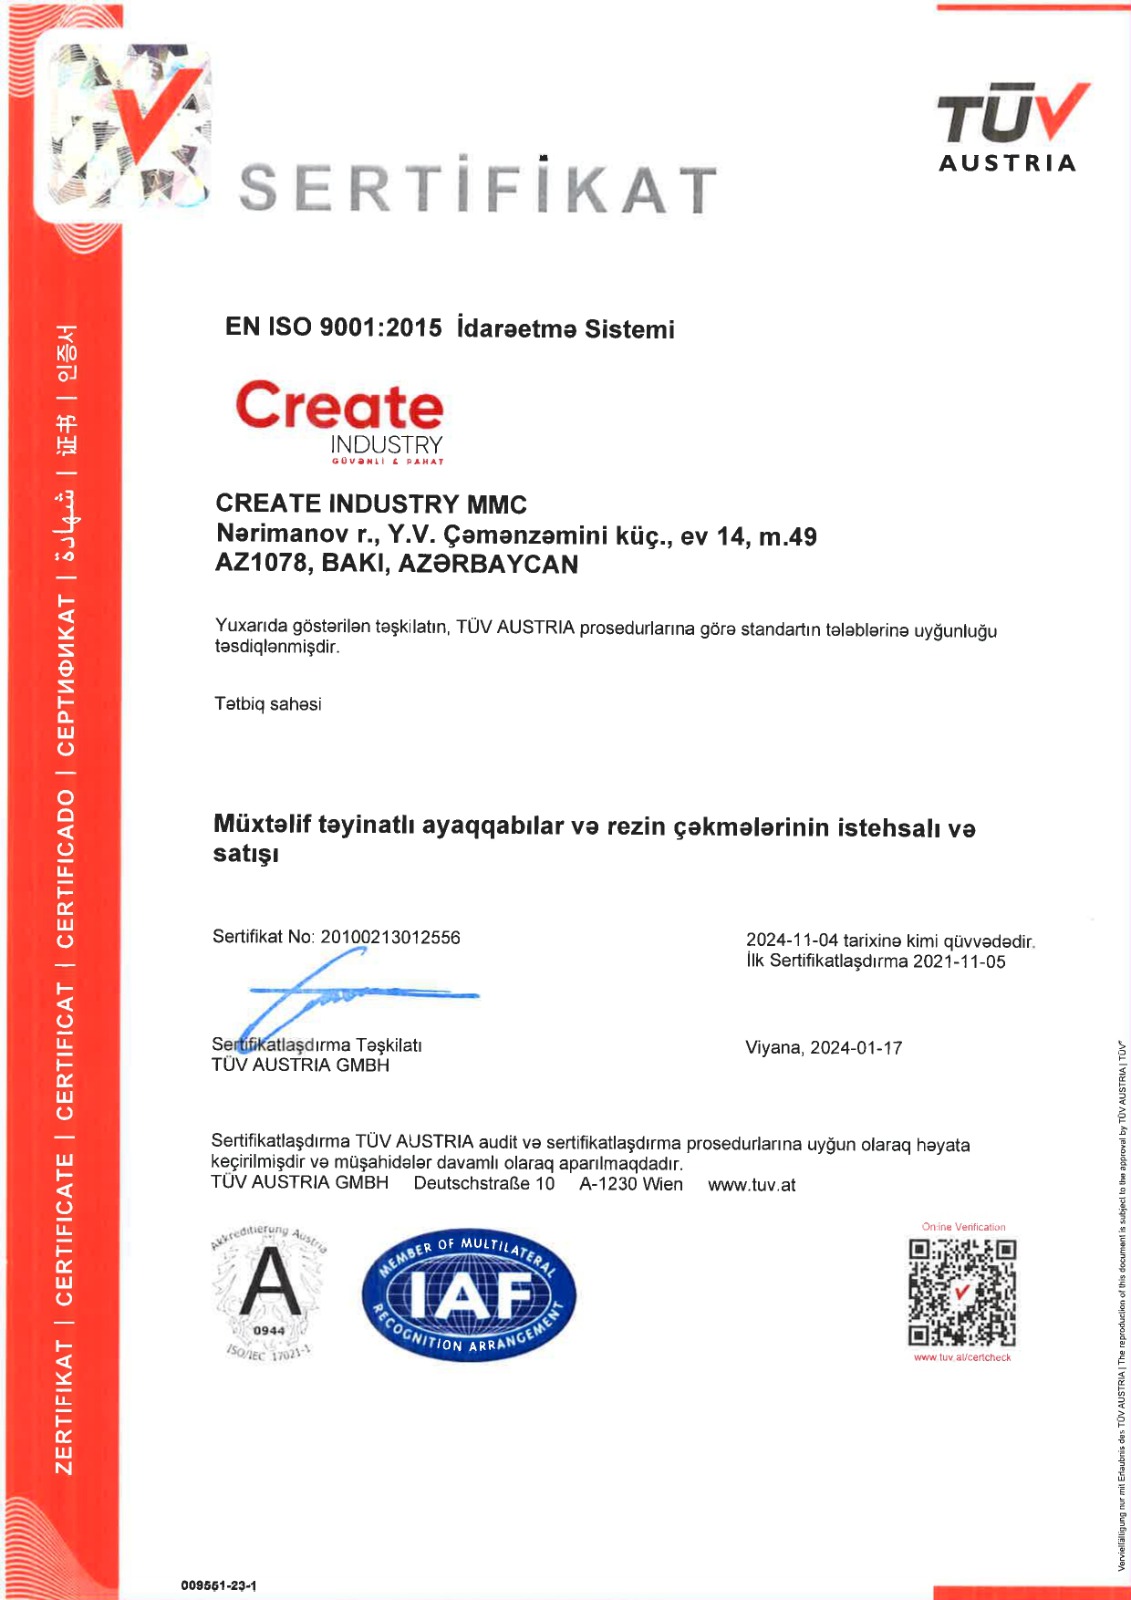 TÜV
AUSTRIA
SERTİFİKAT
EN ISO 9001:2015 İdarəetmə Sistemi
Create
INDUSTRY
GÜVƏNLİ & RAHAT
CREATE INDUSTRY MMC
Nərimanov r., Y.V. Çəmənzəmini küç., ev 14, m.49
AZ1078, BAKI, AZƏRBAYCAN
Yuxarıda göstərilən təşkilatın, TÜV AUSTRIA prosedurlarına görə standartın tələblərinə uyğunluğu
təsdiqlənmişdir.
Tətbiq sahəsi
Müxtəlif təyinatlı ayaqqabılar və rezin çəkmələrinin istehsalı və
satışı
Sertifikat No: 20100213012556
2024-11-04 tarixinə kimi qüvvədədir.
İlk Sertifikatlaşdırma 2021-11-05
Sertifikatlaşdırma Təşkilatı
TÜV AUSTRIA GMBH
Viyana, 2024-01-17
Sertifikatlaşdırma TÜV AUSTRIA audit və sertifikatlaşdırma prosedurlarına uyğun olaraq həyata
keçirilmişdir və müşahidələr davamlı olaraq aparılmaqdadır.
TÜV AUSTRIA GMBH Deutschstraße 10 A-1230 Wien www.tuv.at
Akkreditierung Austria
A
0944
ISO/IEC 17021-1
MEMBER OF MULTILATERAL
IAF
RECOGNITION ARRANGEMENT
Online Verification
www.tuv.at/certcheck
009551-23-1
ZERTIFIKAT | CERTIFICATE | CERTIFICAT | CERTIFICADO | СЕРТИФИКАТ | شهادة | 证书 | 인증서
Vervielfältigung nur mit Erlaubnis des TÜV AUSTRIA | The reproduction of this document is subject to the approval by TÜV AUSTRIA | TÜV®